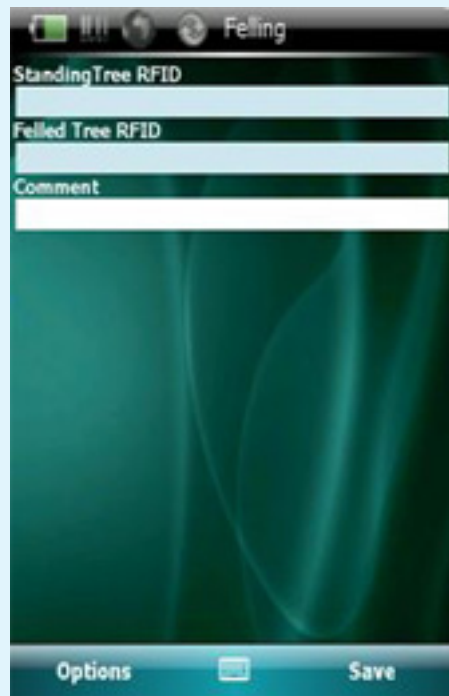 Felling
StandingTree RFID
Felled Tree RFID
Comment
Options Save